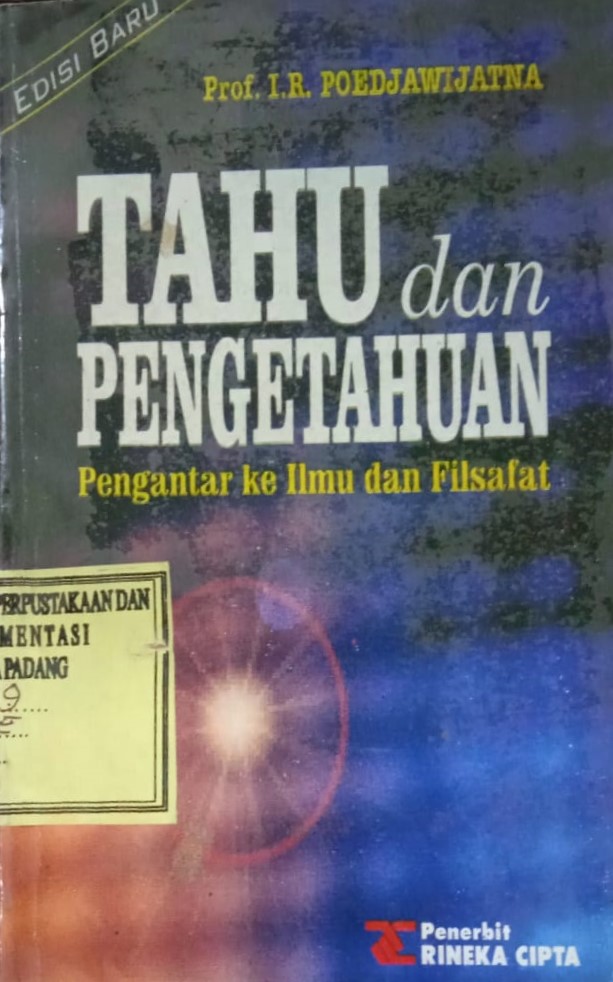 EDISI BARU
Prof. I.R. POEDJAWIJATNA
TAHU dan
PENGETAHUAN
Pengantar ke Ilmu dan Filsafat
PERPUSTAKAAN DAN
MENTASI
PADANG
Penerbit
RINEKA CIPTA